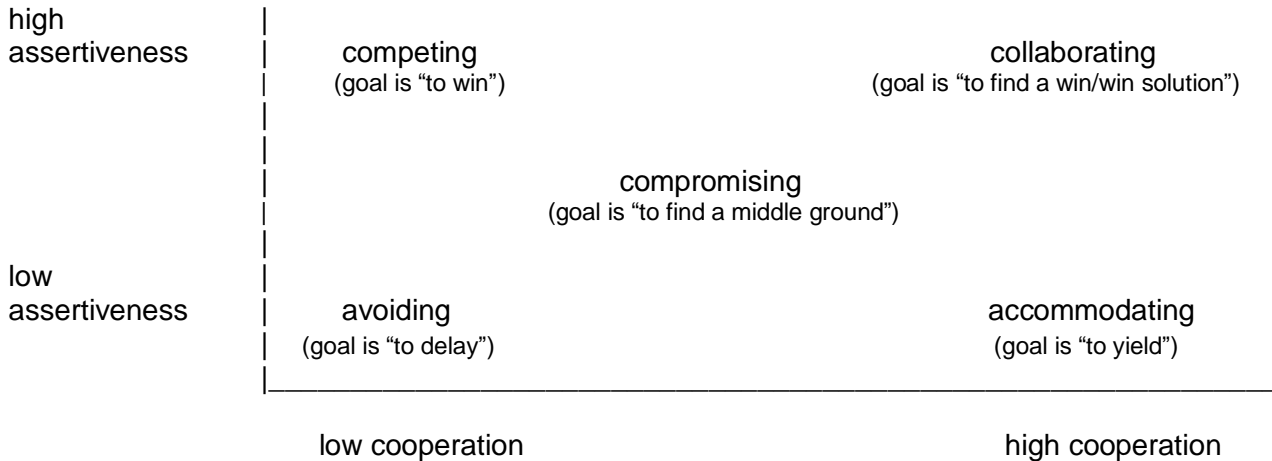 high
assertiveness competing collaborating
(goal is “to win”) (goal is “to find a win/win solution”)
compromising
(goal is “to find a middle ground”)
low
assertiveness avoiding accommodating
(goal is “to delay”) (goal is “to yield”)
low cooperation high cooperation